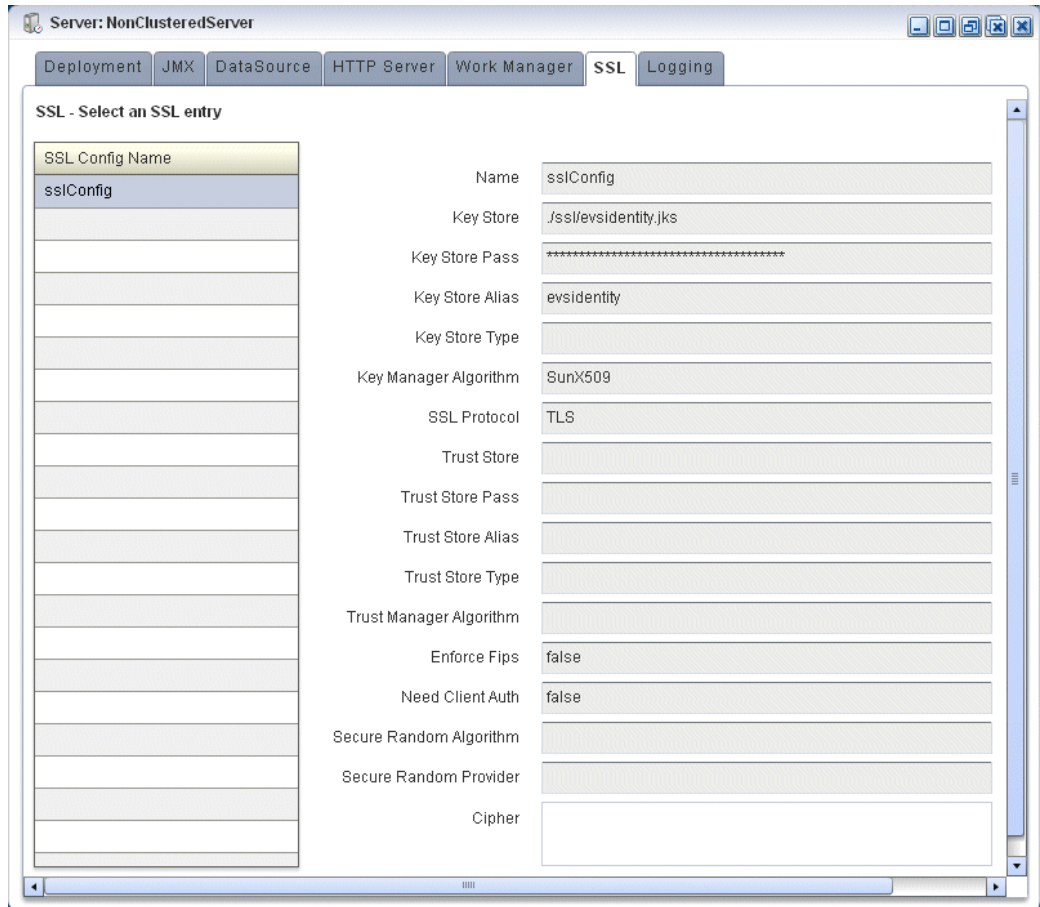 Server: NonClusteredServer
Deployment JMX DataSource HTTP Server Work Manager SSL Logging
SSL - Select an SSL entry
SSL Config Name
sslConfig
Name sslConfig
Key Store ./ssl/evsidentity.jks
Key Store Pass **************************************
Key Store Alias evsidentity
Key Store Type
Key Manager Algorithm SunX509
SSL Protocol TLS
Trust Store
Trust Store Pass
Trust Store Alias
Trust Store Type
Trust Manager Algorithm
Enforce Fips false
Need Client Auth false
Secure Random Algorithm
Secure Random Provider
Cipher